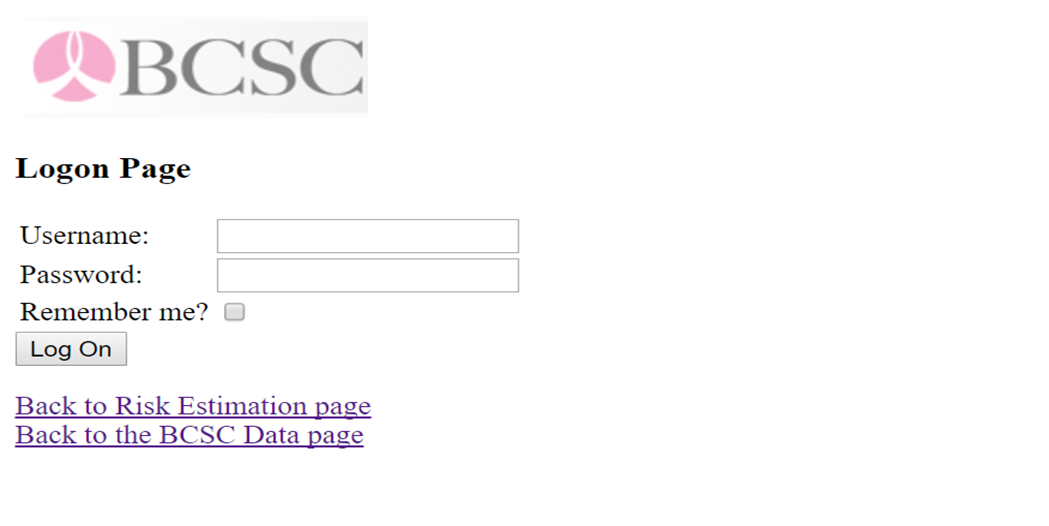 BCSC
Logon Page
Username:
Password:
Remember me?
Log On
Back to Risk Estimation page
Back to the BCSC Data page